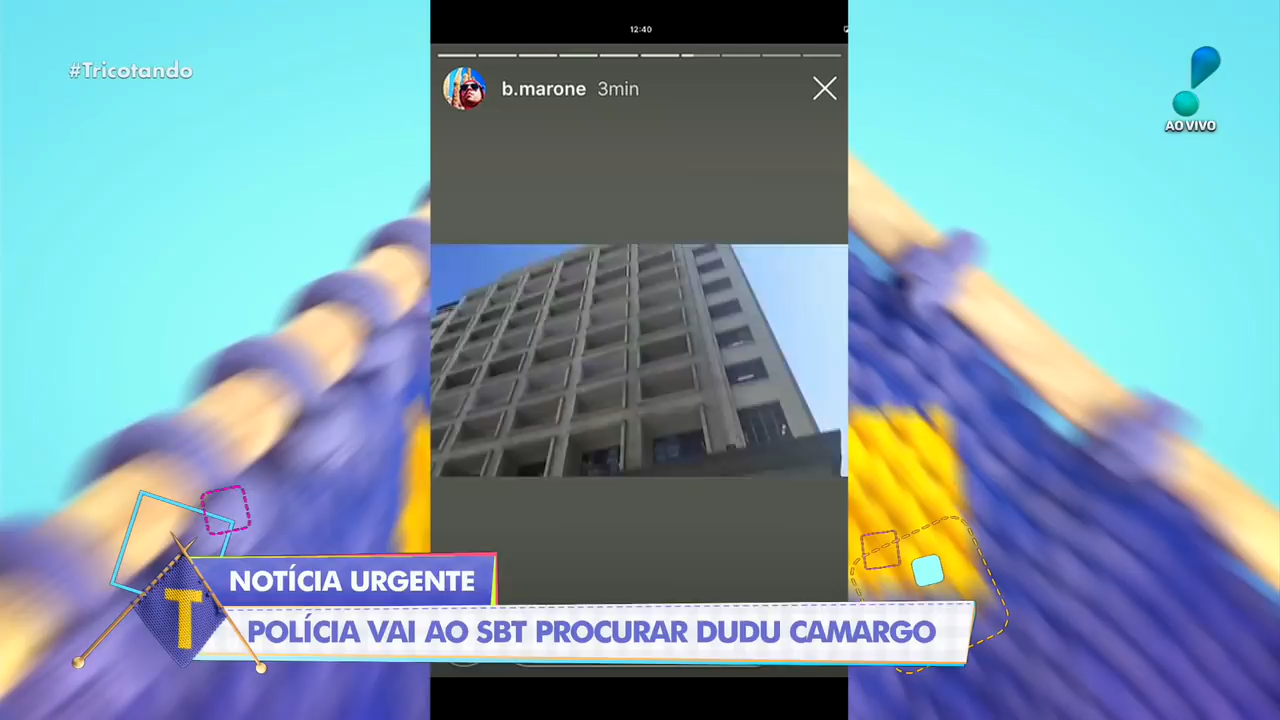 12:40
#Tricotando
b.marone 3min
AO VIVO
NOTÍCIA URGENTE
T
POLÍCIA VAI AO SBT PROCURAR DUDU CAMARGO